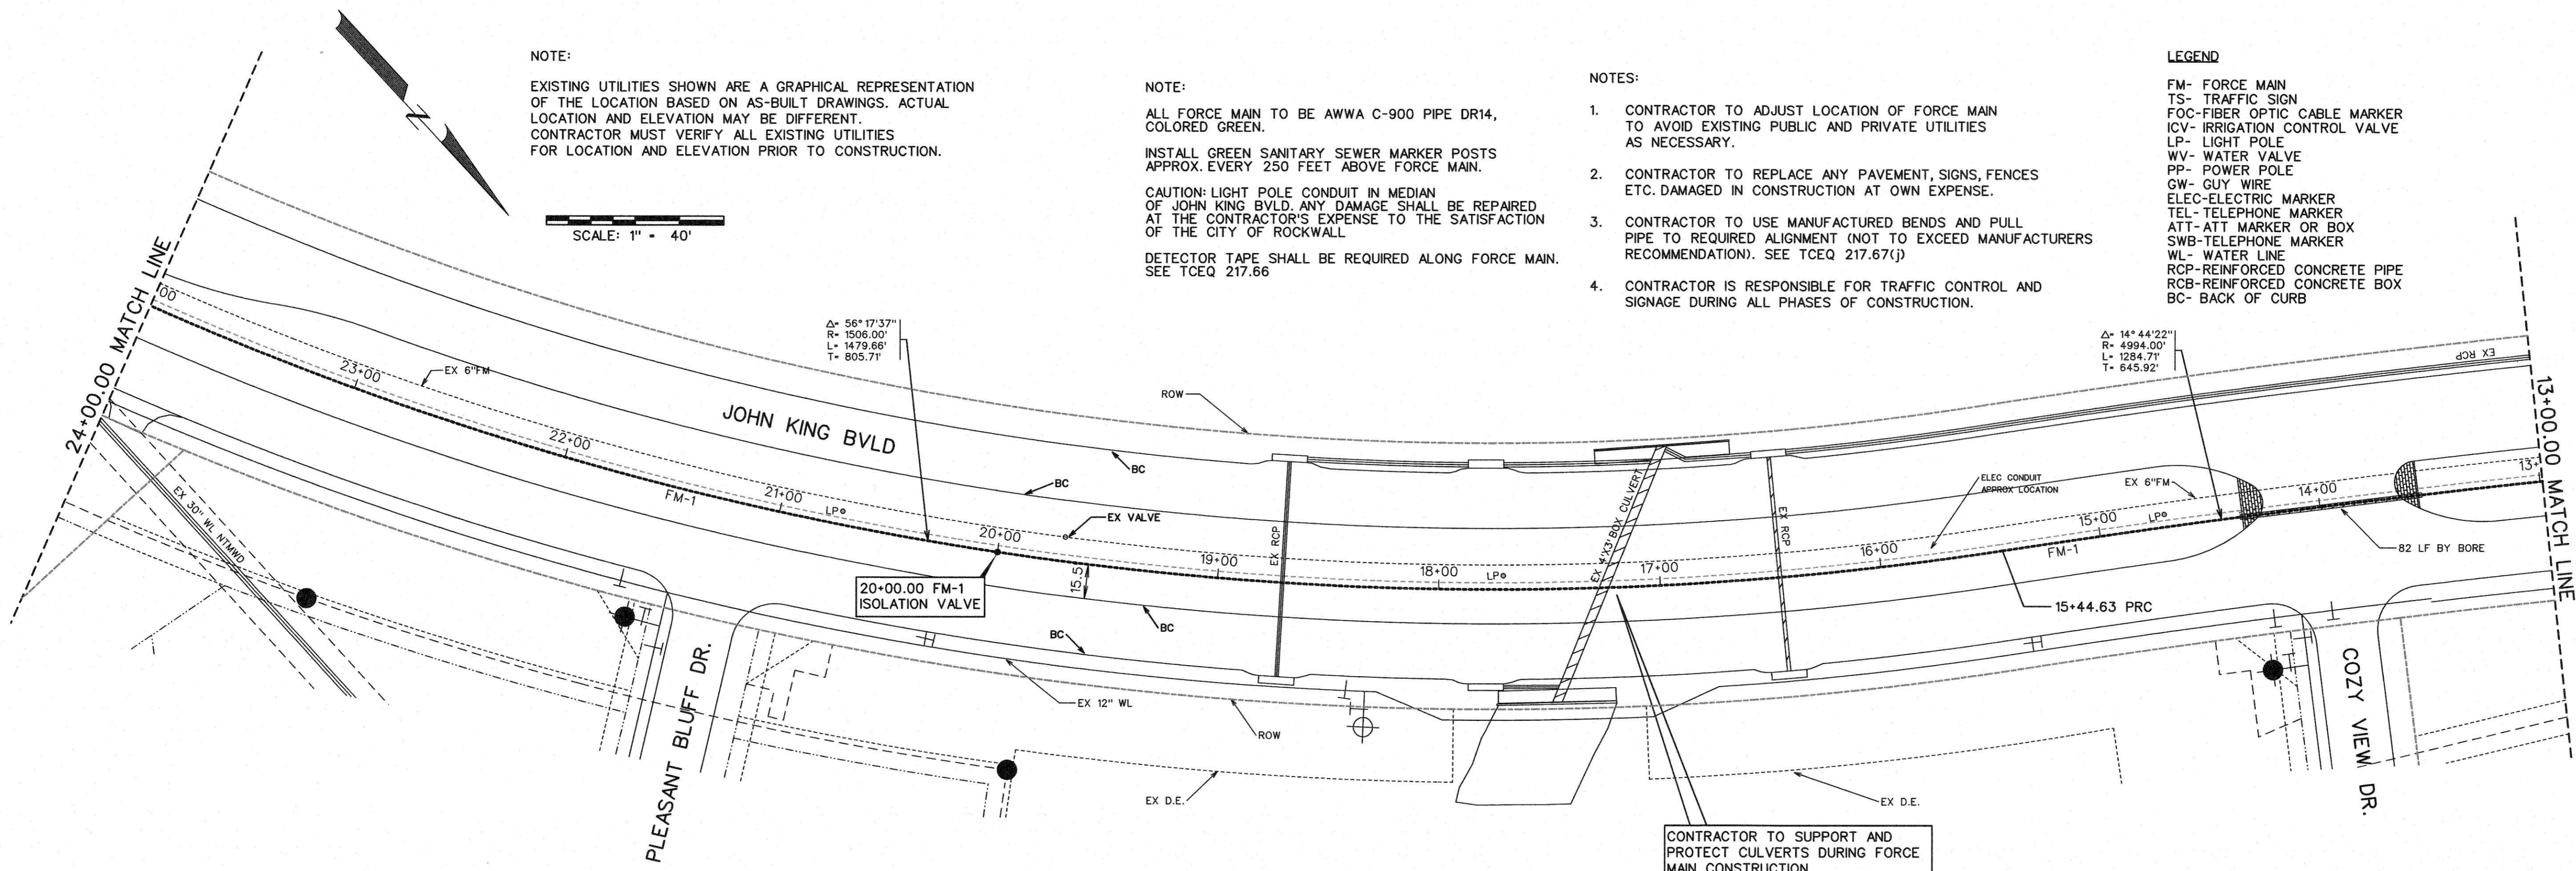 NOTE:
EXISTING UTILITIES SHOWN ARE A GRAPHICAL REPRESENTATION
OF THE LOCATION BASED ON AS-BUILT DRAWINGS. ACTUAL
LOCATION AND ELEVATION MAY BE DIFFERENT.
CONTRACTOR MUST VERIFY ALL EXISTING UTILITIES
FOR LOCATION AND ELEVATION PRIOR TO CONSTRUCTION.
N
SCALE: 1" = 40'
NOTE:
ALL FORCE MAIN TO BE AWWA C-900 PIPE DR14,
COLORED GREEN.
INSTALL GREEN SANITARY SEWER MARKER POSTS
APPROX. EVERY 250 FEET ABOVE FORCE MAIN.
CAUTION: LIGHT POLE CONDUIT IN MEDIAN
OF JOHN KING BVLD. ANY DAMAGE SHALL BE REPAIRED
AT THE CONTRACTOR'S EXPENSE TO THE SATISFACTION
OF THE CITY OF ROCKWALL
DETECTOR TAPE SHALL BE REQUIRED ALONG FORCE MAIN.
SEE TCEQ 217.66
NOTES:
1. CONTRACTOR TO ADJUST LOCATION OF FORCE MAIN
TO AVOID EXISTING PUBLIC AND PRIVATE UTILITIES
AS NECESSARY.
2. CONTRACTOR TO REPLACE ANY PAVEMENT, SIGNS, FENCES
ETC. DAMAGED IN CONSTRUCTION AT OWN EXPENSE.
3. CONTRACTOR TO USE MANUFACTURED BENDS AND PULL
PIPE TO REQUIRED ALIGNMENT (NOT TO EXCEED MANUFACTURERS
RECOMMENDATION). SEE TCEQ 217.67(j)
4. CONTRACTOR IS RESPONSIBLE FOR TRAFFIC CONTROL AND
SIGNAGE DURING ALL PHASES OF CONSTRUCTION.
LEGEND
FM- FORCE MAIN
TS- TRAFFIC SIGN
FOC-FIBER OPTIC CABLE MARKER
ICV- IRRIGATION CONTROL VALVE
LP- LIGHT POLE
WV- WATER VALVE
PP- POWER POLE
GW- GUY WIRE
ELEC-ELECTRIC MARKER
TEL- TELEPHONE MARKER
ATT-ATT MARKER OR BOX
SWB-TELEPHONE MARKER
WL- WATER LINE
RCP-REINFORCED CONCRETE PIPE
RCB-REINFORCED CONCRETE BOX
BC- BACK OF CURB
24+00.00 MATCH LINE
00
23+00
EX 6"FM
22+00
FM-1
JOHN KING BVLD
Δ= 56°17'37"
R= 1506.00'
L= 1479.66'
T= 805.71'
21+00
LP
20+00
EX VALVE
BC
BC
ROW
20+00.00 FM-1
ISOLATION VALVE
15.5
19+00
EX RCP
18+00
LP
EX 4'X3' BOX CULVERT
17+00
EX RCP
16+00
ELEC CONDUIT
APPROX LOCATION
EX 6"FM
15+00
LP
FM-1
Δ= 14°44'22"
R= 4994.00'
L= 1284.71'
T= 645.92'
EX RCP
14+00
13+
13+00.00 MATCH LINE
82 LF BY BORE
15+44.63 PRC
BC
BC
EX 30" WL NTMWD
PLEASANT BLUFF DR.
EX 12" WL
ROW
EX D.E.
EX D.E.
COZY VIEW DR.
CONTRACTOR TO SUPPORT AND
PROTECT CULVERTS DURING FORCE
MAIN CONSTRUCTION